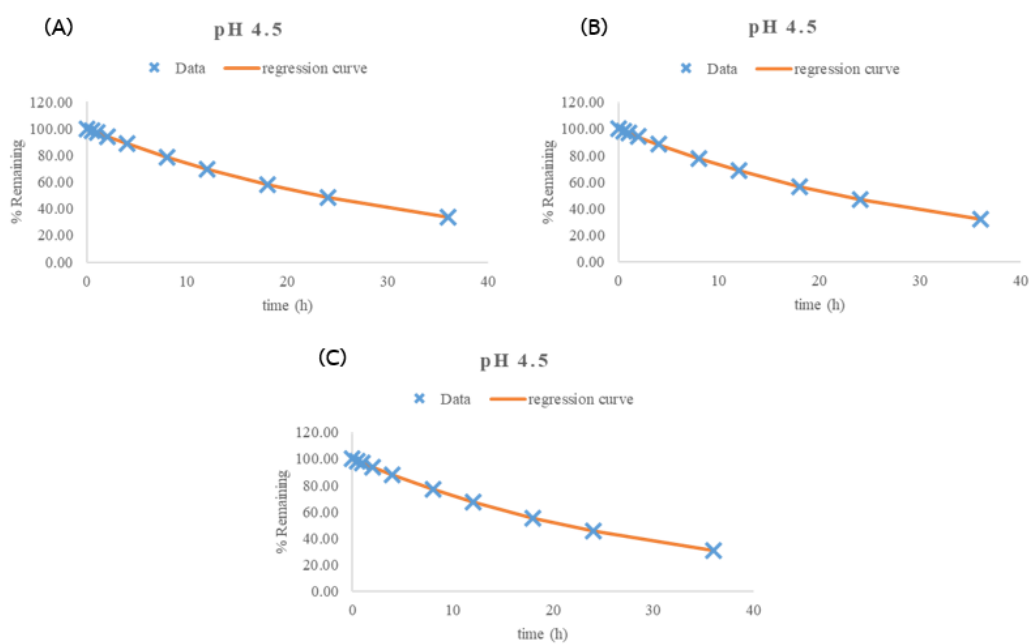 (A)
pH 4.5
Data
regression curve
120.00
100.00
80.00
60.00
40.00
20.00
0.00
% Remaining
0
10
20
30
40
time (h)
(B)
pH 4.5
Data
regression curve
120.00
100.00
80.00
60.00
40.00
20.00
0.00
% Remaining
0
10
20
30
40
time (h)
(C)
pH 4.5
Data
regression curve
120.00
100.00
80.00
60.00
40.00
20.00
0.00
% Remaining
0
10
20
30
40
time (h)